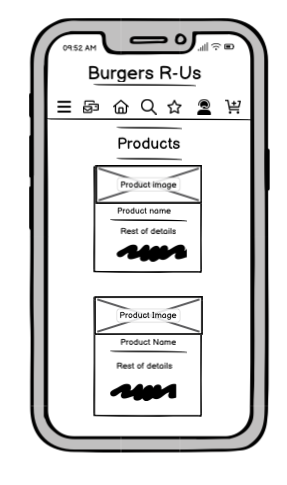 09:52 AM
Burgers R-Us
Products
Product image
Product name
Rest of details
Product Image
Product Name
Rest of details